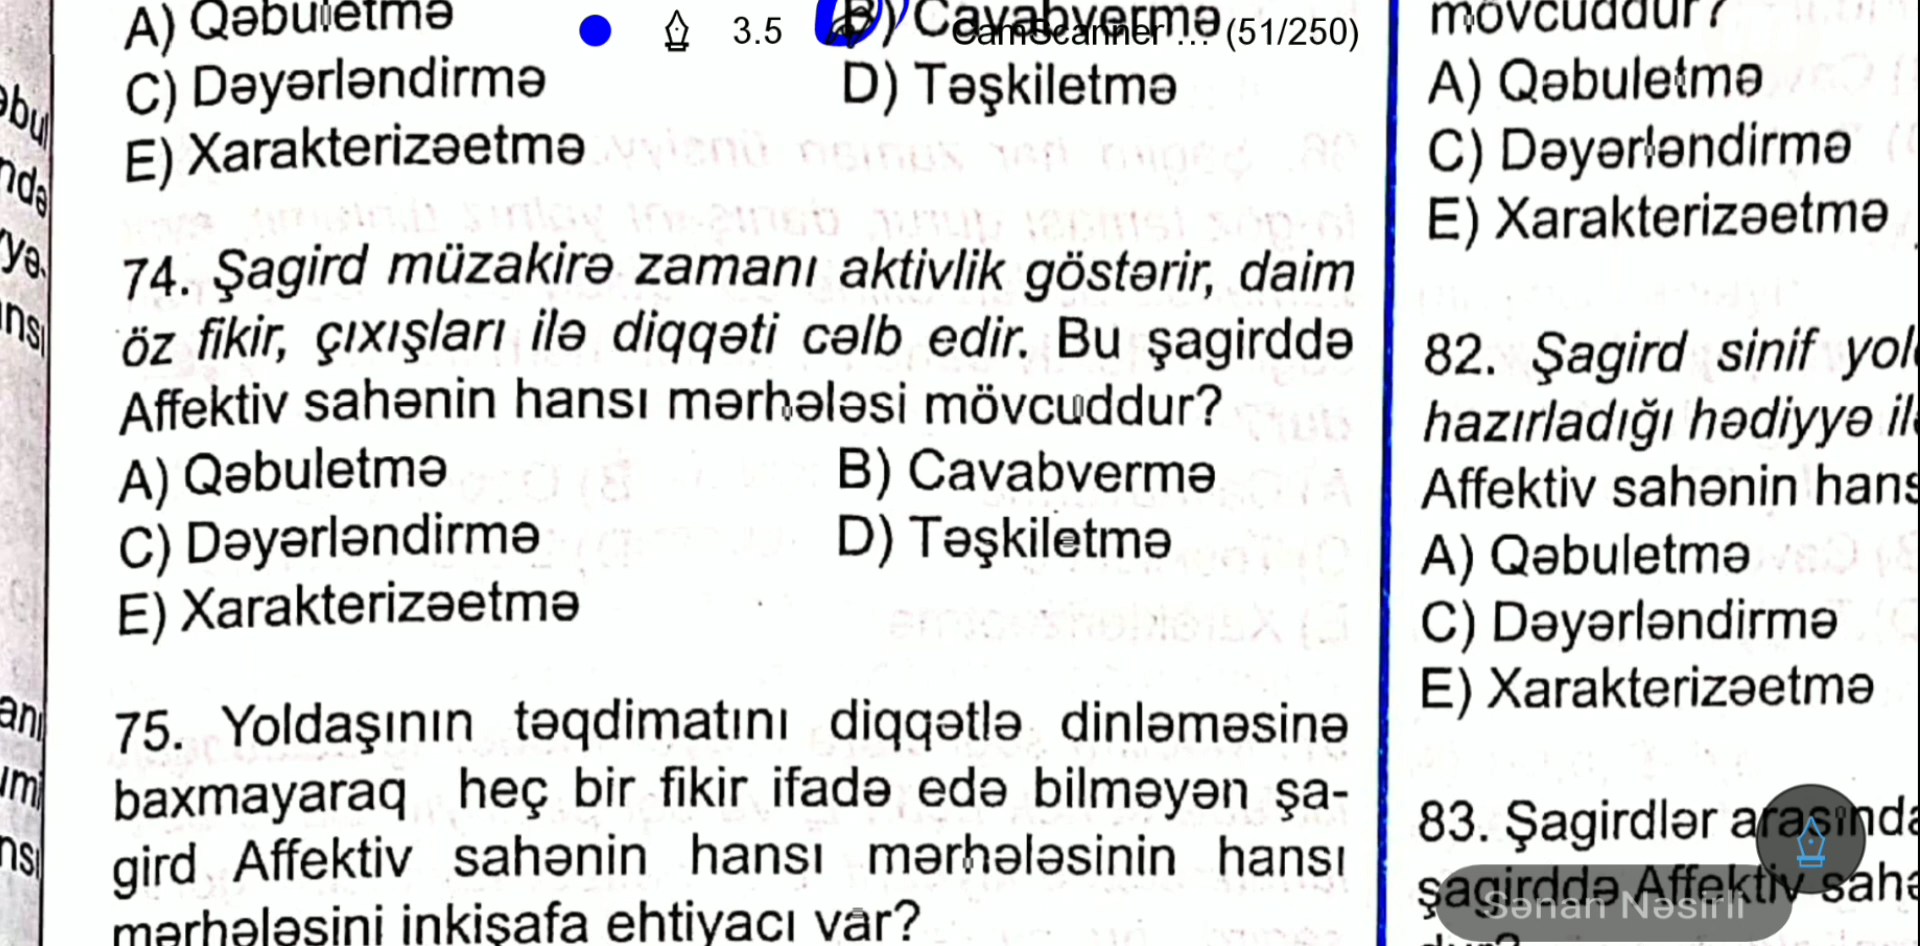 A) Qəbuletmə
3.5
B) Cavabvermə
CamScanner ... (51/250)
C) Dəyərləndirmə
D) Təşkiletmə
E) Xarakterizəetmə
74. Şagird müzakirə zamanı aktivlik göstərir, daim
öz fikir, çıxışları ilə diqqəti cəlb edir. Bu şagirddə
Affektiv sahənin hansı mərhələsi mövcuddur?
A) Qəbuletmə
B) Cavabvermə
C) Dəyərləndirmə
D) Təşkiletmə
E) Xarakterizəetmə
75. Yoldaşının təqdimatını diqqətlə dinləməsinə
baxmayaraq heç bir fikir ifadə edə bilməyən şa-
gird Affektiv sahənin hansı mərhələsinin hansı
mərhələsini inkişafa ehtiyacı var?
mövcuddur?
A) Qəbuletmə
C) Dəyərləndirmə
E) Xarakterizəetmə
82. Şagird sinif yol
hazırladığı hədiyyə il
Affektiv sahənin hans
A) Qəbuletmə
C) Dəyərləndirmə
E) Xarakterizəetmə
83. Şagirdlər arasında
şagirddə Affektiv sahə
Sənan Nəsirli